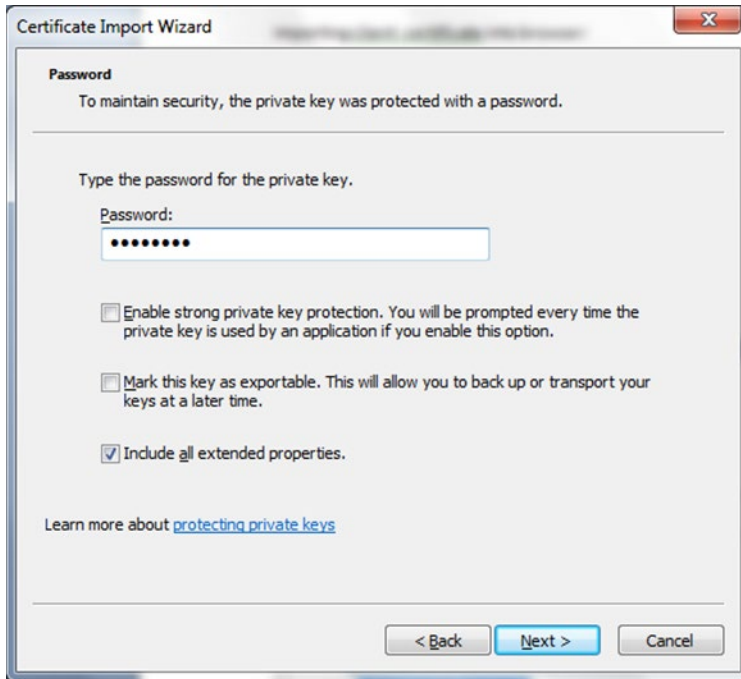 Certificate Import Wizard
Password
To maintain security, the private key was protected with a password.
Type the password for the private key.
Password:
••••••••
Enable strong private key protection. You will be prompted every time the
private key is used by an application if you enable this option.
Mark this key as exportable. This will allow you to back up or transport your
keys at a later time.
Include all extended properties.
Learn more about protecting private keys
< Back Next > Cancel